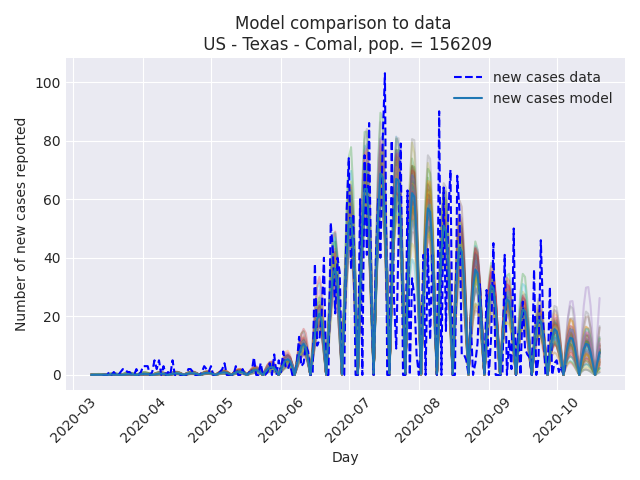 Model comparison to data
US - Texas - Comal, pop. = 156209
new cases data
new cases model
Number of new cases reported
100
80
60
40
20
0
2020-03
2020-04
2020-05
2020-06
2020-07
2020-08
2020-09
2020-10
Day